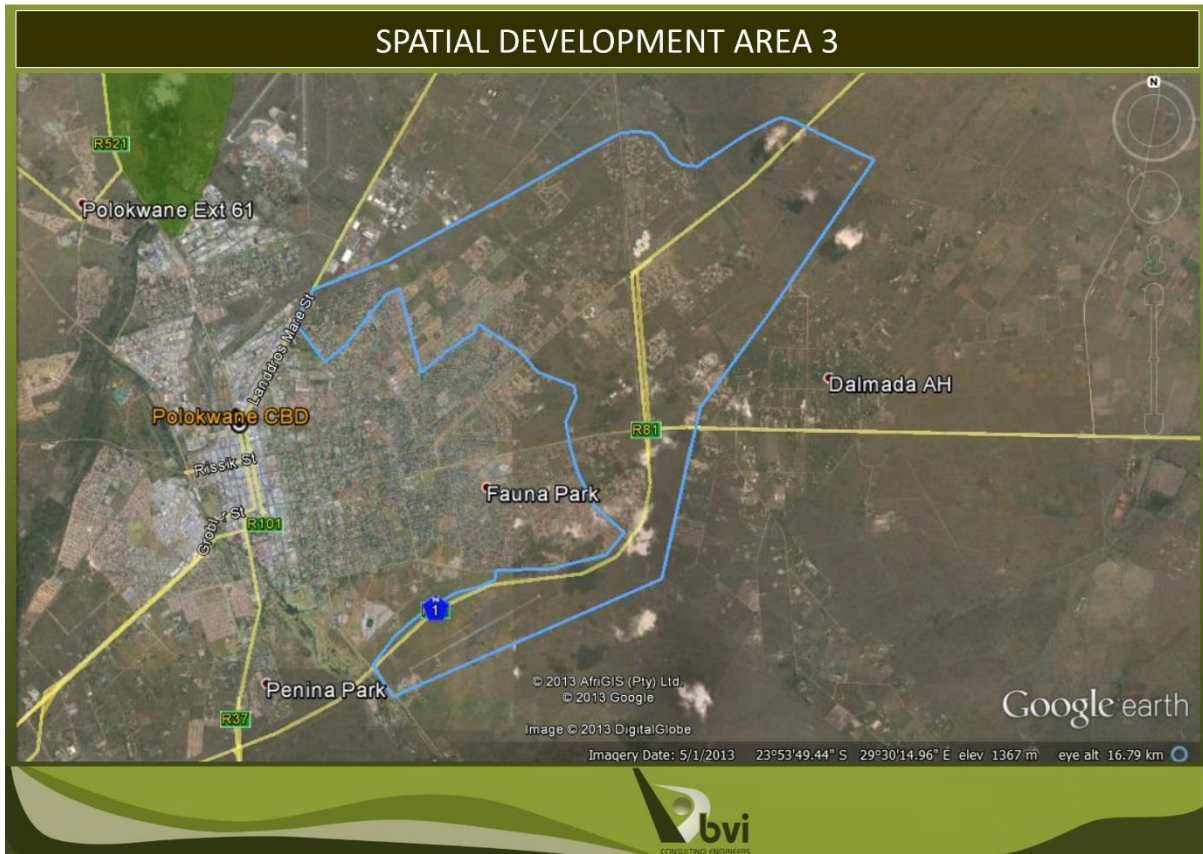 SPATIAL DEVELOPMENT AREA 3
N
R521
Polokwane Ext 61
Landdros Mare St
Dalmada AH
Polokwane CBD
R81
Rissik St
Fauna Park
R101
1
Penina Park
R37
© 2013 AfriGIS (Pty) Ltd.
© 2013 Google
Image © 2013 DigitalGlobe
Google earth
Imagery Date: 5/1/2013 23°53'49.44" S 29°30'14.96" E elev 1367 m eye alt 16.79 km
bvi
CONSULTING ENGINEERS